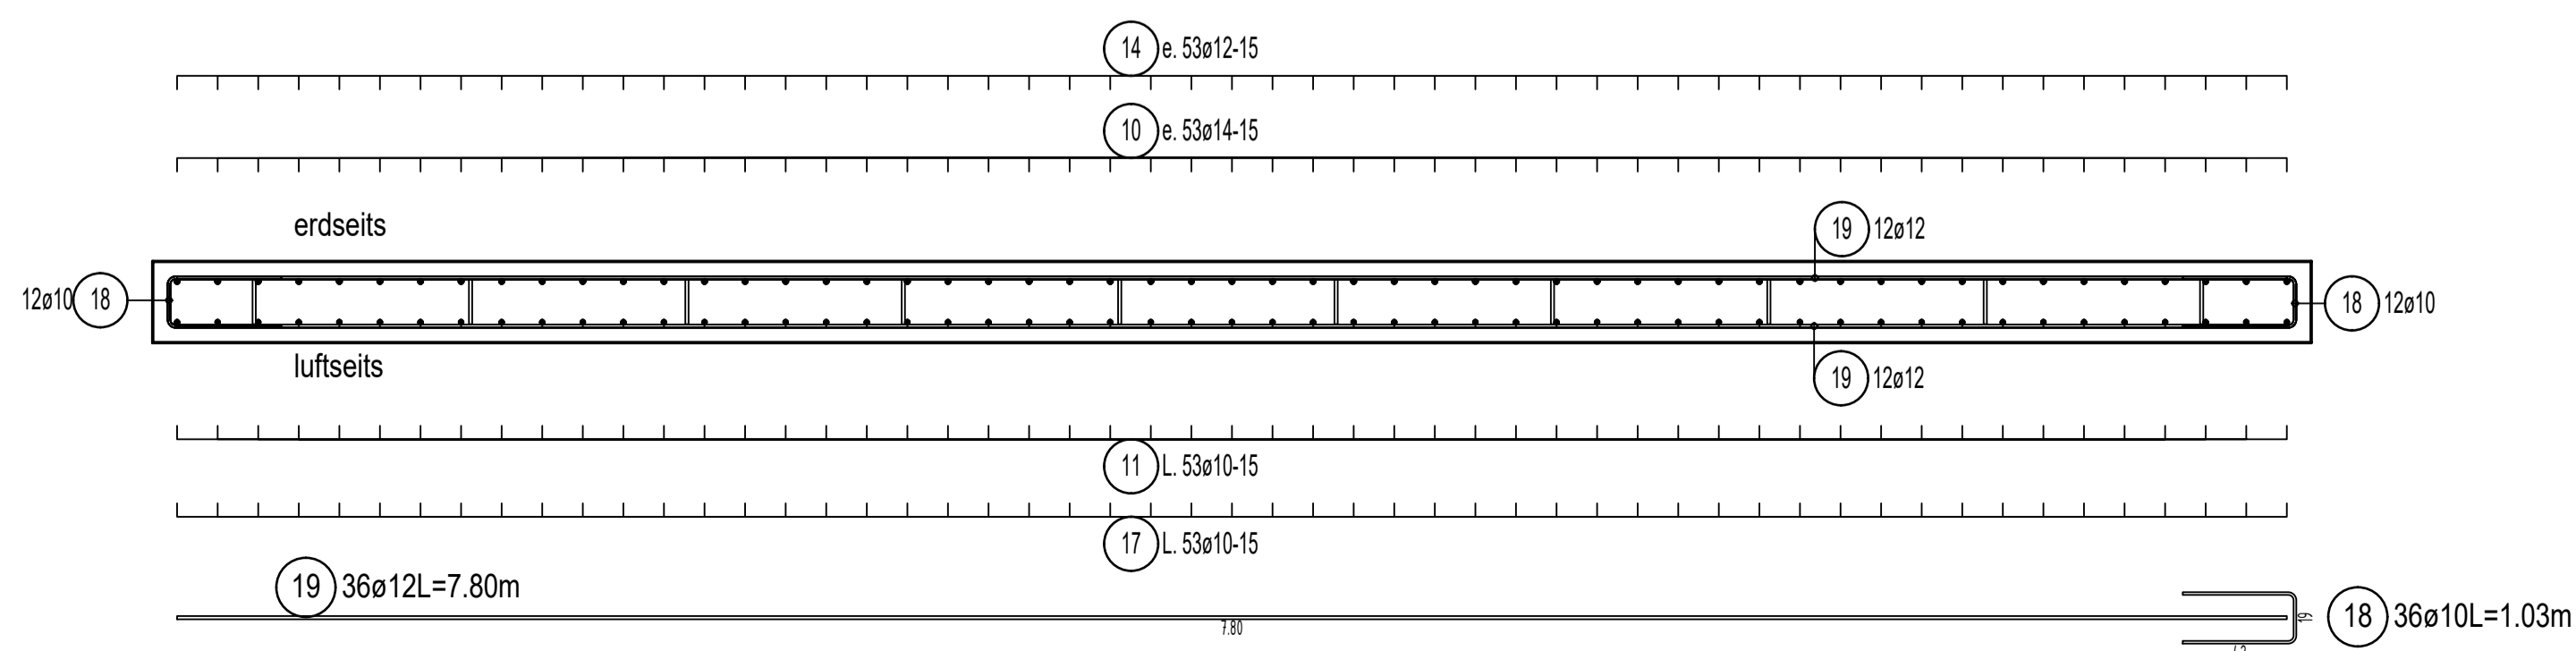 14 e. 53ø12-15
10 e. 53ø14-15
erdseits
19 12ø12
12ø10 18
18 12ø10
luftseits
19 12ø12
11 L. 53ø10-15
17 L. 53ø10-15
19 36ø12L=7.80m
7.80
19
18 36ø10L=1.03m